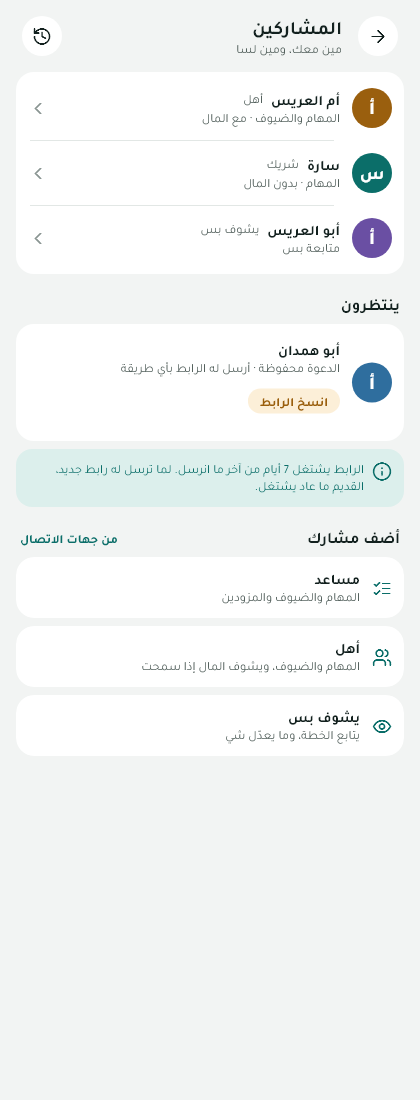 المشاركين
مين معك، ومين لسا
أ
أم العريس أهل
المهام والضيوف · مع المال
س
سارة شريك
المهام · بدون المال
أ
أبو العريس يشوف بس
متابعة بس
ينتظرون
أ
أبو همدان
الدعوة محفوظة · أرسل له الرابط بأي طريقة
انسخ الرابط
الرابط يشتغل 7 أيام من آخر ما انرسل. لما ترسل له رابط جديد،
القديم ما عاد يشتغل.
أضف مشارك
من جهات الاتصال
مساعد
المهام والضيوف والمزودين
أهل
المهام والضيوف، ويشوف المال إذا سمحت
يشوف بس
يتابع الخطة، وما يعدّل شي